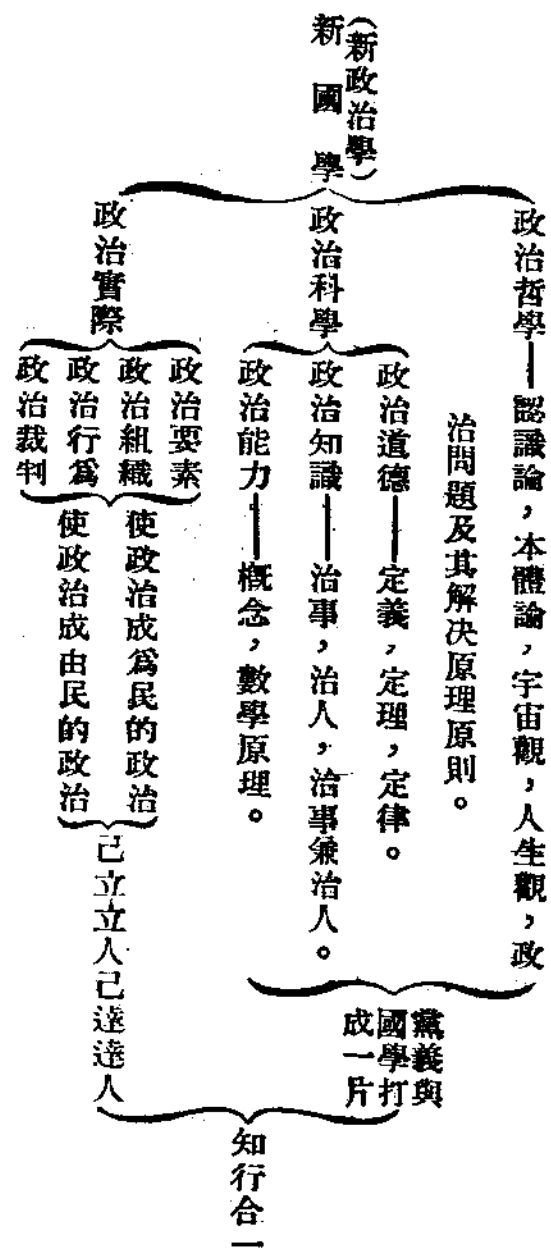 新國學
（新政治學）
政治哲學——認識論，本體論，宇宙觀，人生觀，政
治問題及其解决原理原則。
政治科學
政治道德——定義，定理，定律。
政治知識——治事，治人，治事兼治人。
政治能力——概念，數學原理。
黨義與
國學打
成一片
政治實際
政治要素
政治組織
政治行爲
政治裁判
使政治成爲民的政治
使政治成由民的政治
己立立人己達達人
知行合一